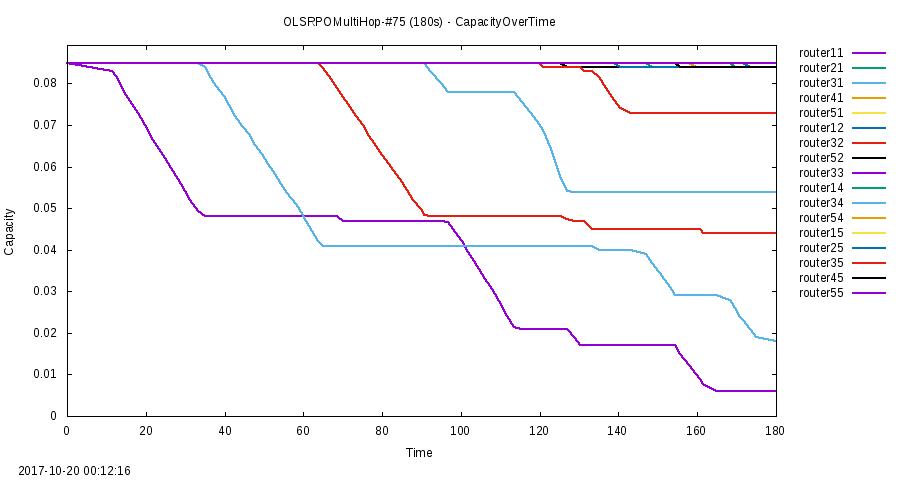 OLSRPOMultiHop-#75 (180s) - CapacityOverTime
router11
router21
router31
router41
router51
router12
router32
router52
router33
router14
router34
router54
router15
router25
router35
router45
router55
0.08
0.07
0.06
0.05
0.04
0.03
0.02
0.01
0
Capacity
0 20 40 60 80 100 120 140 160 180
Time
2017-10-20 00:12:16